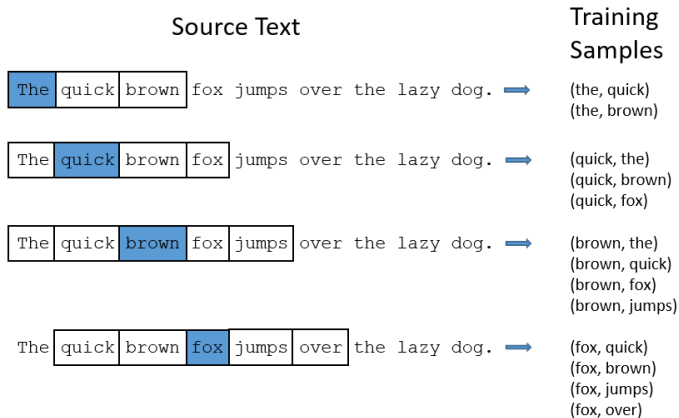 Source Text
Training
Samples
The quick brown fox jumps over the lazy dog.
(the, quick)
(the, brown)
The quick brown fox jumps over the lazy dog.
(quick, the)
(quick, brown)
(quick, fox)
The quick brown fox jumps over the lazy dog.
(brown, the)
(brown, quick)
(brown, fox)
(brown, jumps)
The quick brown fox jumps over the lazy dog.
(fox, quick)
(fox, brown)
(fox, jumps)
(fox, over)